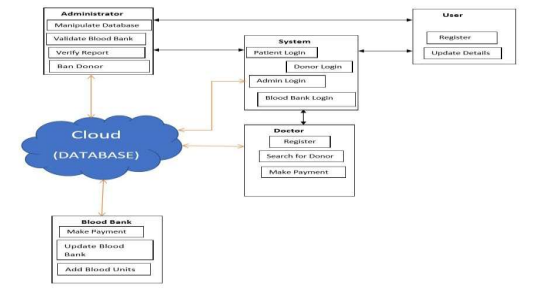 Administrator
Manipulate Database
Validate Blood Bank
Verify Report
Ban Donor
User
Register
Update Details
System
Patient Login
Donor Login
Admin Login
Blood Bank Login
Cloud
(DATABASE)
Doctor
Register
Search for Donor
Make Payment
Blood Bank
Make Payment
Update Blood
Bank
Add Blood Units